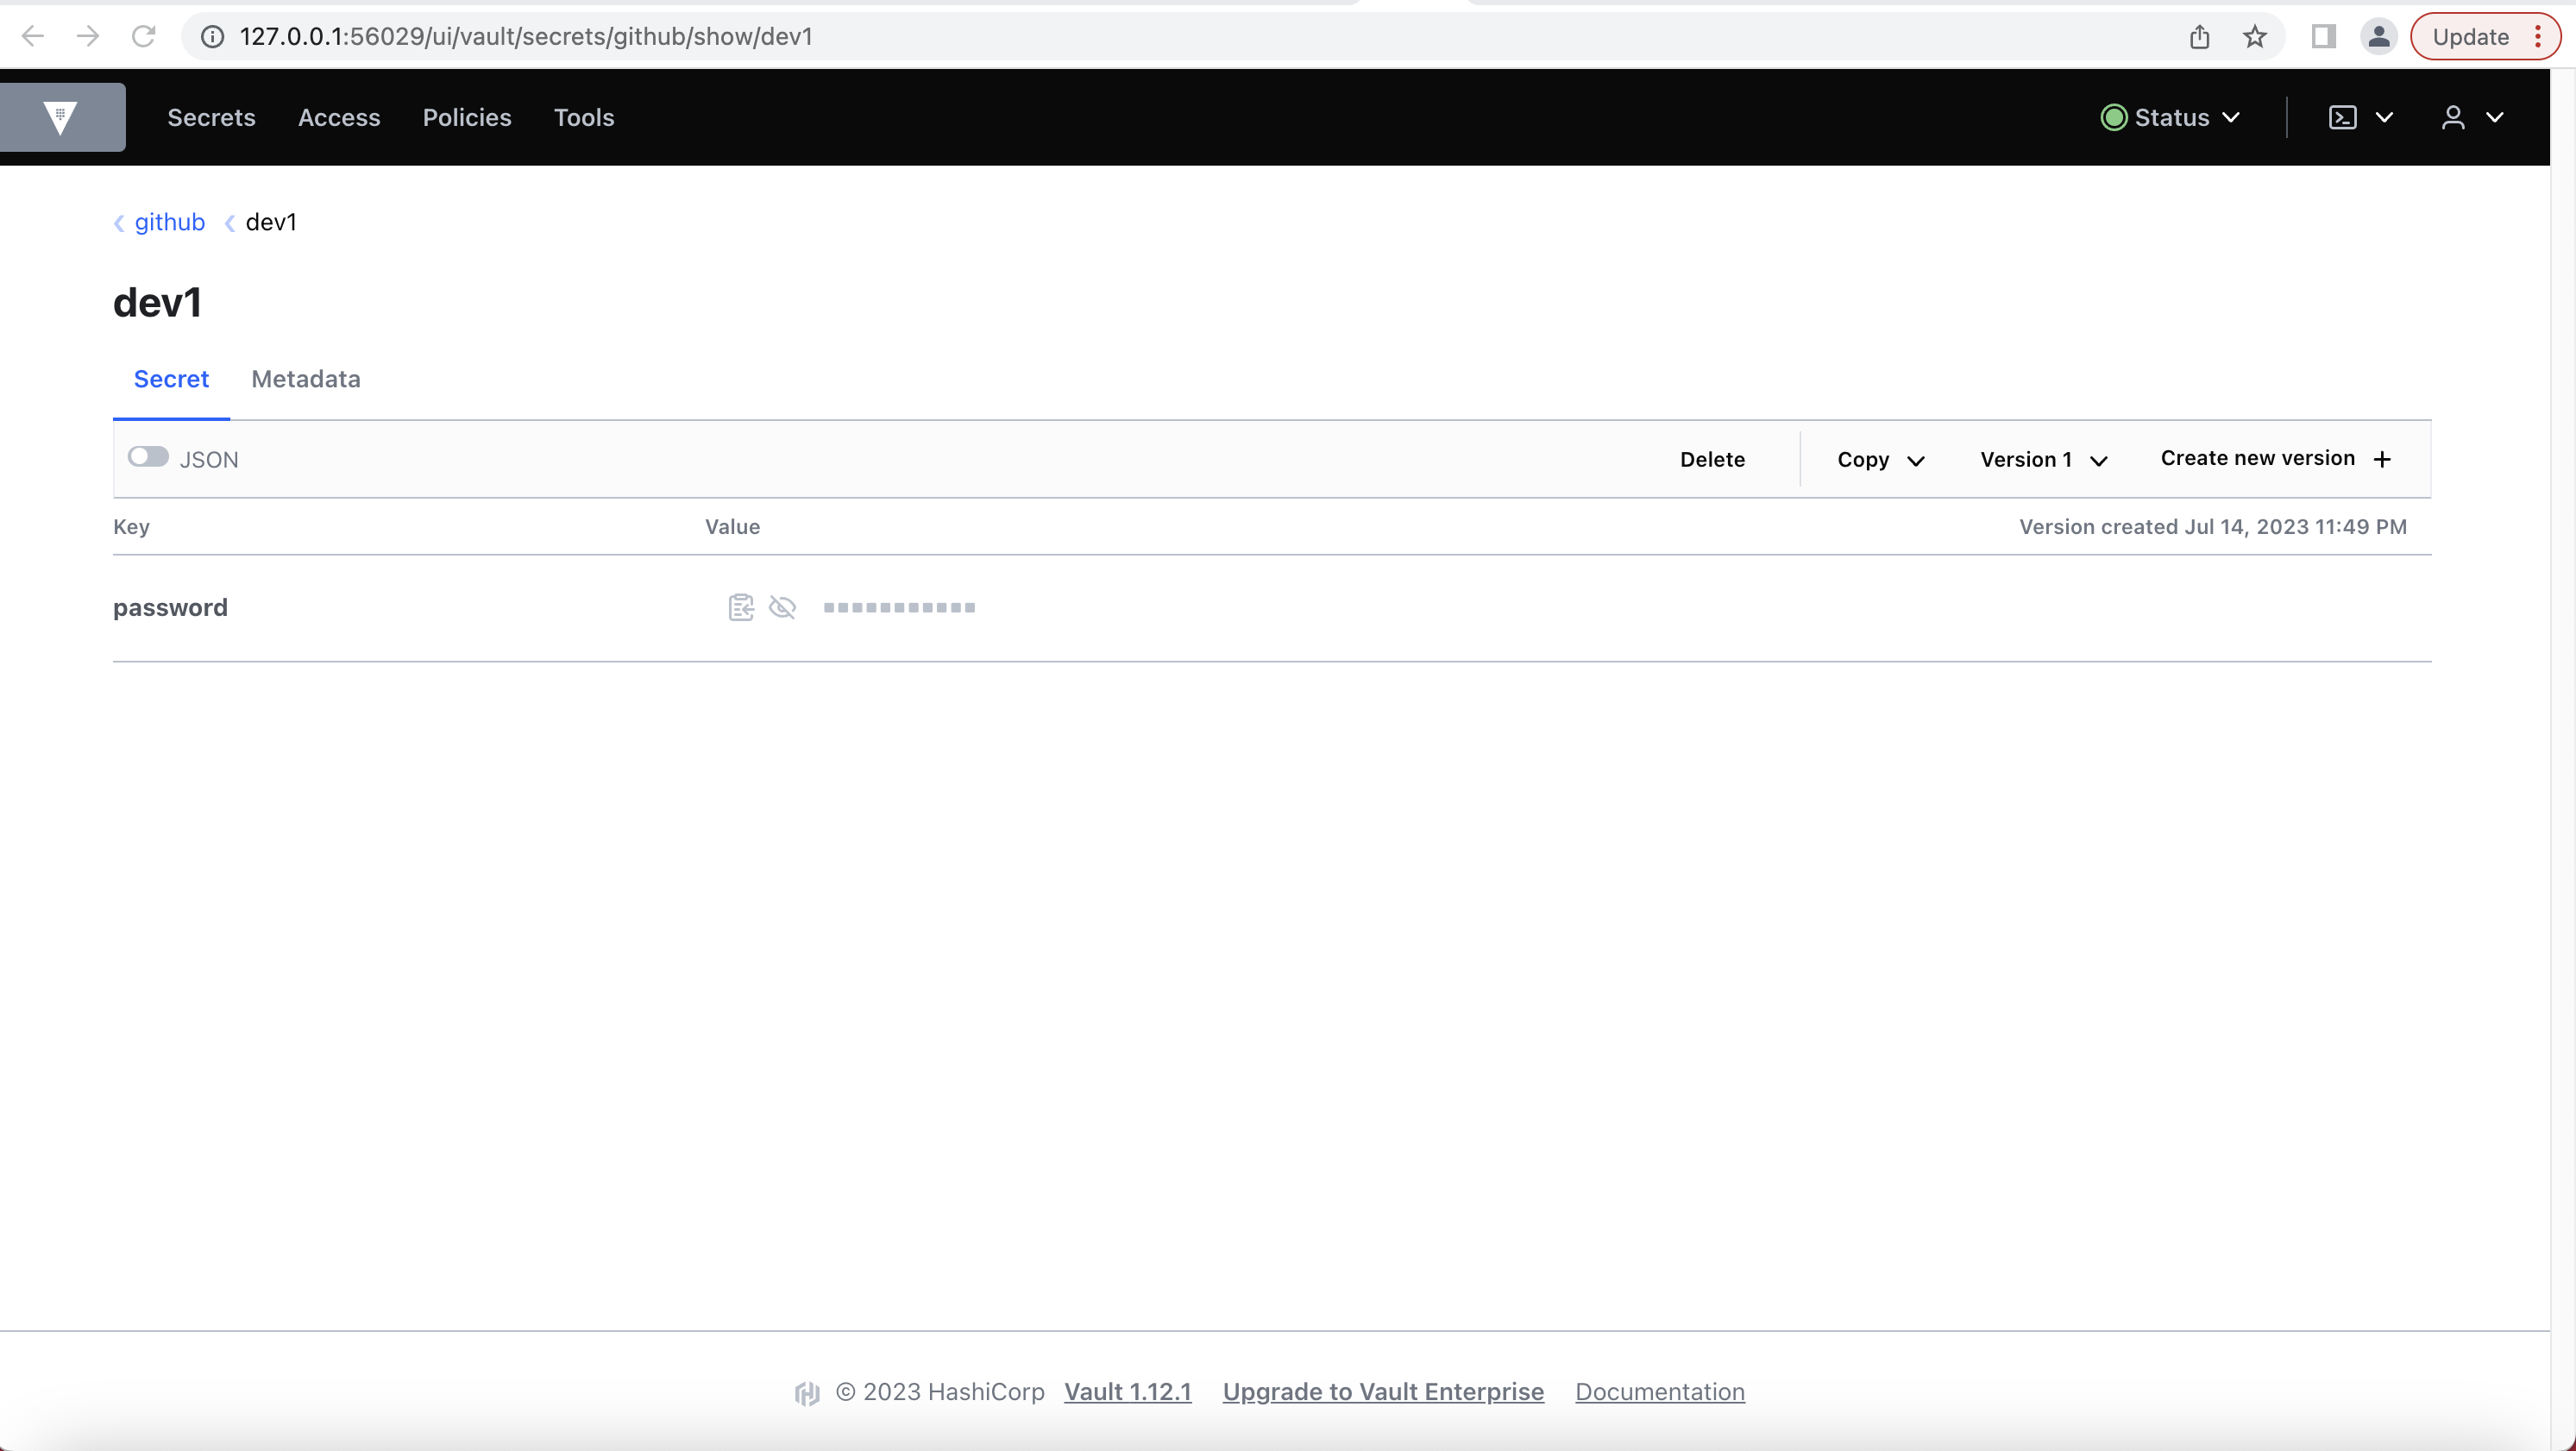 127.0.0.1:56029/ui/vault/secrets/github/show/dev1
Update
Secrets Access Policies Tools
Status
github dev1
dev1
Secret Metadata
JSON Delete Copy Version 1 Create new version
Key Value Version created Jul 14, 2023 11:49 PM
password
© 2023 HashiCorp Vault 1.12.1 Upgrade to Vault Enterprise Documentation